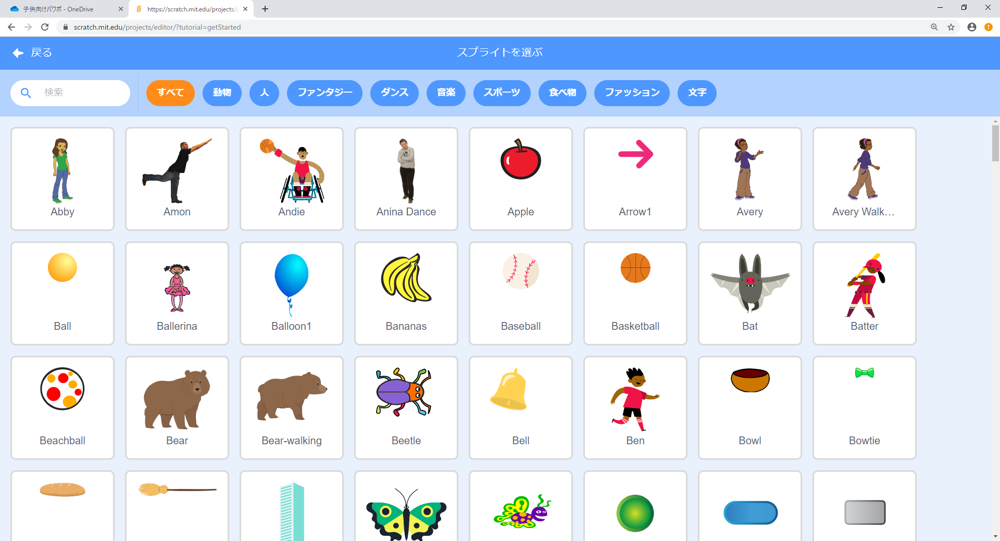 子供向けパワポ - OneDrive
https://scratch.mit.edu/projects/e
scratch.mit.edu/projects/editor/?tutorial=getStarted
戻る
スプライトを選ぶ
検索
すべて
動物
人
ファンタジー
ダンス
音楽
スポーツ
食べ物
ファッション
文字
Abby
Amon
Andie
Anina Dance
Apple
Arrow1
Avery
Avery Walk...
Ball
Ballerina
Balloon1
Bananas
Baseball
Basketball
Bat
Batter
Beachball
Bear
Bear-walking
Beetle
Bell
Ben
Bowl
Bowtie